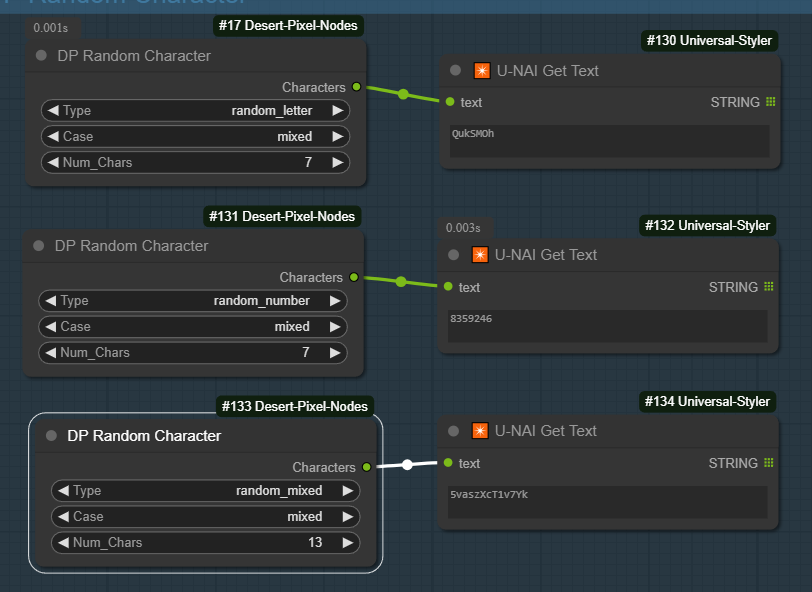 0.001s
#17 Desert-Pixel-Nodes
DP Random Character
Characters
Type random_letter
Case mixed
Num_Chars 7
#130 Universal-Styler
U-NAI Get Text
text STRING
QukSMOh
#131 Desert-Pixel-Nodes
DP Random Character
Characters
Type random_number
Case mixed
Num_Chars 7
0.003s
#132 Universal-Styler
U-NAI Get Text
text STRING
8359246
#133 Desert-Pixel-Nodes
DP Random Character
Characters
Type random_mixed
Case mixed
Num_Chars 13
#134 Universal-Styler
U-NAI Get Text
text STRING
5vaszXcT1v7Yk